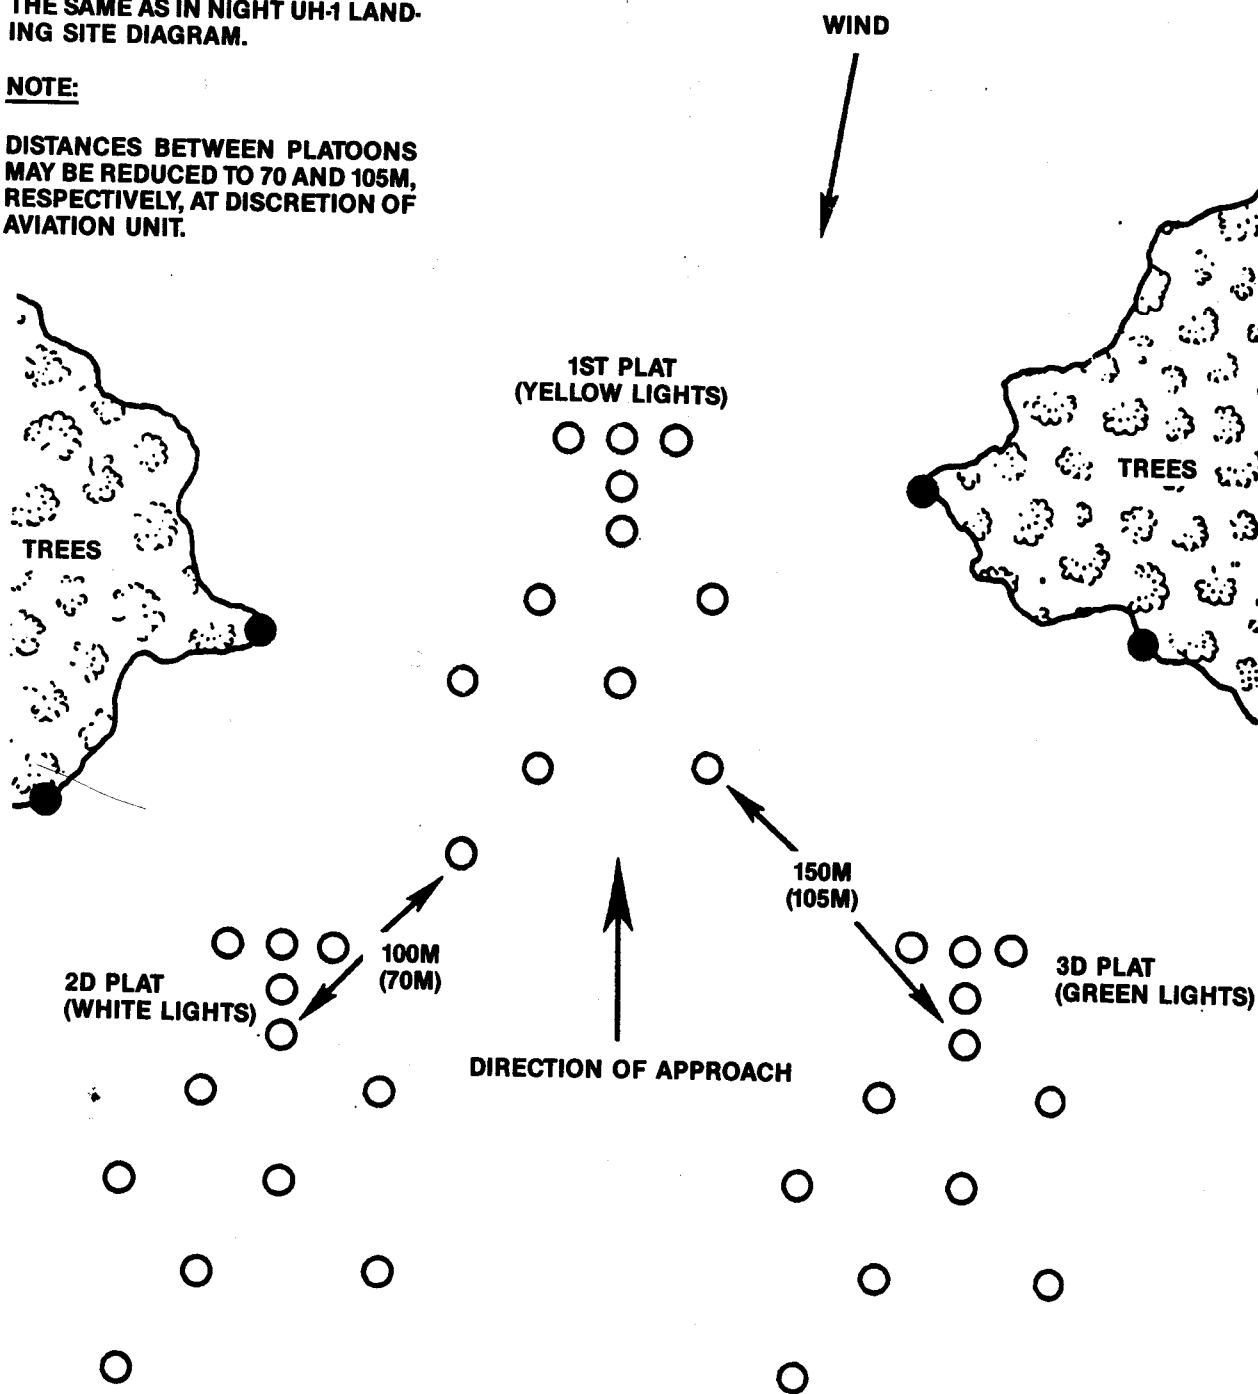 THE SAME AS IN NIGHT UH-1 LAND-
ING SITE DIAGRAM.
NOTE:
DISTANCES BETWEEN PLATOONS
MAY BE REDUCED TO 70 AND 105M,
RESPECTIVELY, AT DISCRETION OF
AVIATION UNIT.
WIND
1ST PLAT
(YELLOW LIGHTS)
TREES
TREES
150M
(105M)
100M
(70M)
2D PLAT
(WHITE LIGHTS)
3D PLAT
(GREEN LIGHTS)
DIRECTION OF APPROACH